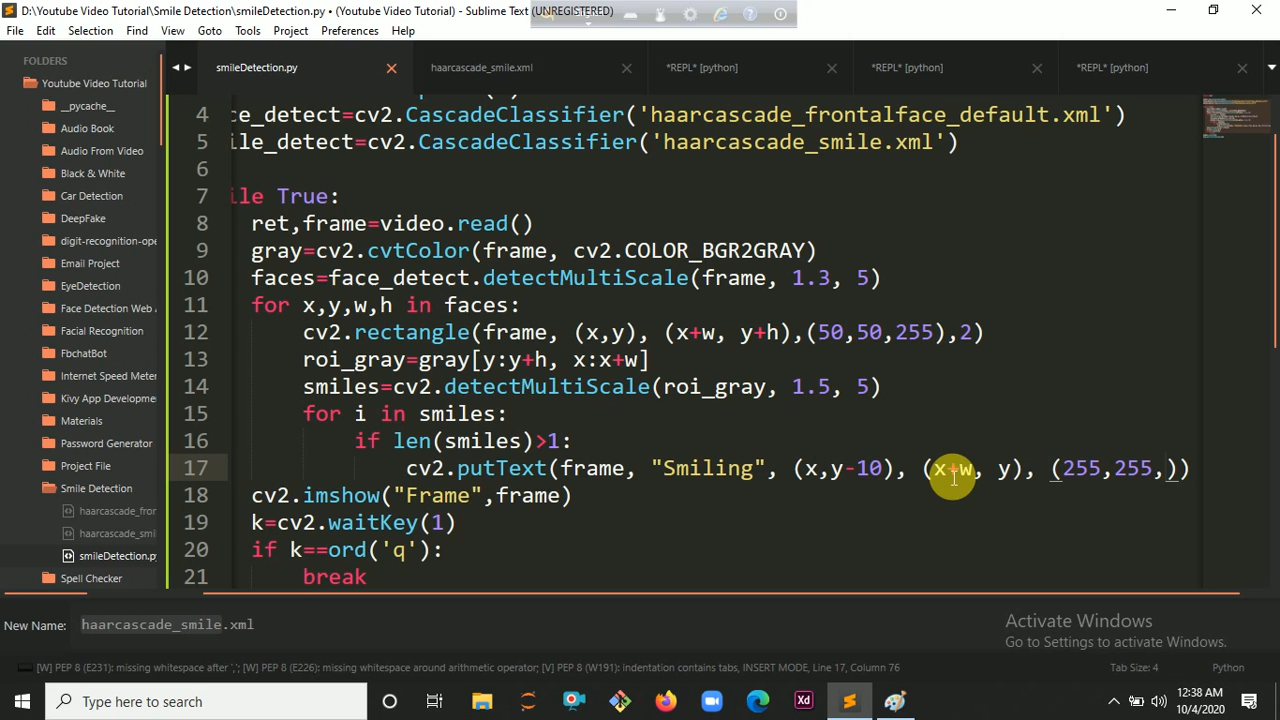 D:\Youtube Video Tutorial\Smile Detection\smileDetection.py • (Youtube Video Tutorial) - Sublime Text (UNREGISTERED)
File Edit Selection Find View Goto Tools Project Preferences Help
FOLDERS
Youtube Video Tutorial
__pycache__
Audio Book
Audio From Video
Black & White
Car Detection
DeepFake
digit-recognition-ope
Email Project
EyeDetection
Face Detection Web
Facial Recognition
FbchatBot
Internet Speed Meter
Kivy App Developme
Materials
Password Generator
Project File
Smile Detection
haarcascade_fror
haarcascade_smil
smileDetection.py
Spell Checker
smileDetection.py haarcascade_smile.xml *REPL* [python] *REPL* [python] *REPL* [python]
4 ce_detect=cv2.CascadeClassifier('haarcascade_frontalface_default.xml')
5 ile_detect=cv2.CascadeClassifier('haarcascade_smile.xml')
6
7 ile True:
8 ret,frame=video.read()
9 gray=cv2.cvtColor(frame, cv2.COLOR_BGR2GRAY)
10 faces=face_detect.detectMultiScale(frame, 1.3, 5)
11 for x,y,w,h in faces:
12 cv2.rectangle(frame, (x,y), (x+w, y+h),(50,50,255),2)
13 roi_gray=gray[y:y+h, x:x+w]
14 smiles=cv2.detectMultiScale(roi_gray, 1.5, 5)
15 for i in smiles:
16 if len(smiles)>1:
17 cv2.putText(frame, "Smiling", (x,y-10), (x+w, y), (255,255,))
18 cv2.imshow("Frame",frame)
19 k=cv2.waitKey(1)
20 if k==ord('q'):
21 break
New Name: haarcascade_smile.xml
Activate Windows
Go to Settings to activate Windows.
[W] PEP 8 (E231): missing whitespace after ','; [W] PEP 8 (E226): missing whitespace around arithmetic operator; [V] PEP 8 (W191): indentation contains tabs, INSERT MODE, Line 17, Column 76 Tab Size: 4 Python
Type here to search
Xd
12:38 AM
10/4/2020